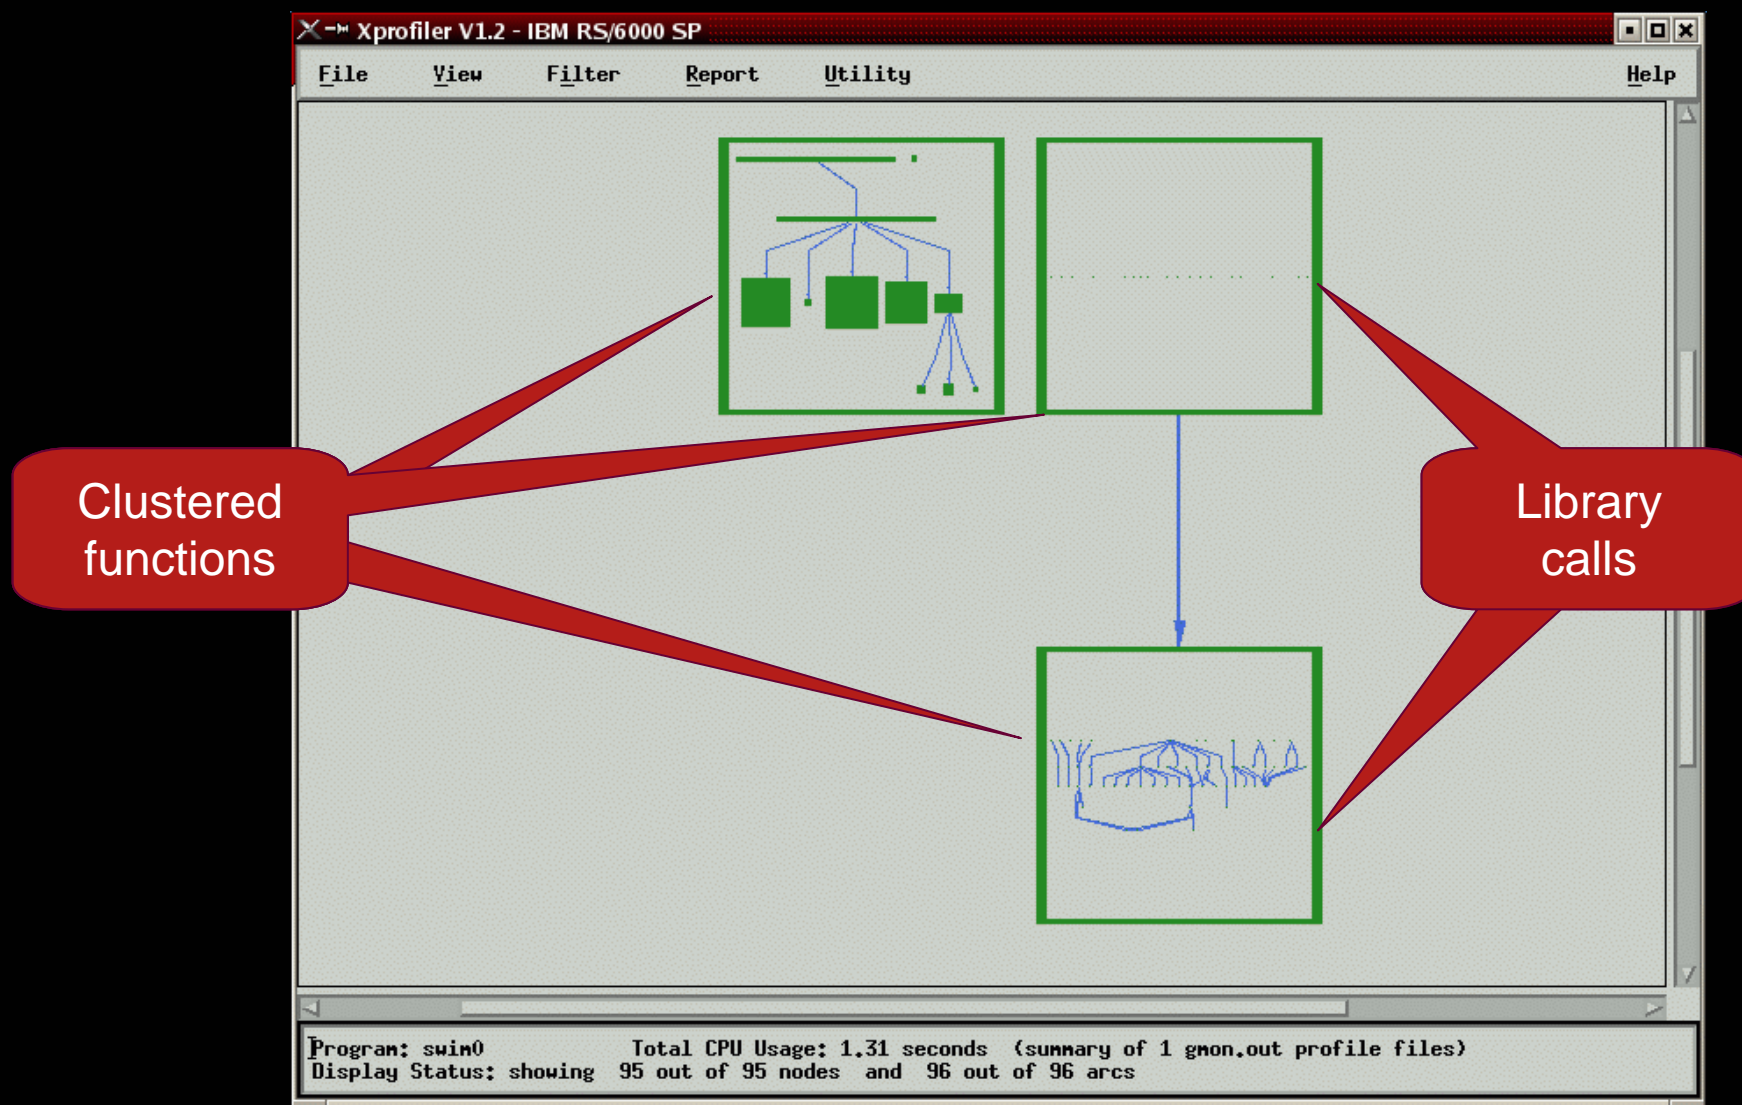 Xprofiler V1.2 - IBM RS/6000 SP
File View Filter Report Utility Help
Clustered
functions
Library
calls
Program: swim0 Total CPU Usage: 1.31 seconds (summary of 1 gmon.out profile files)
Display Status: showing 95 out of 95 nodes and 96 out of 96 arcs